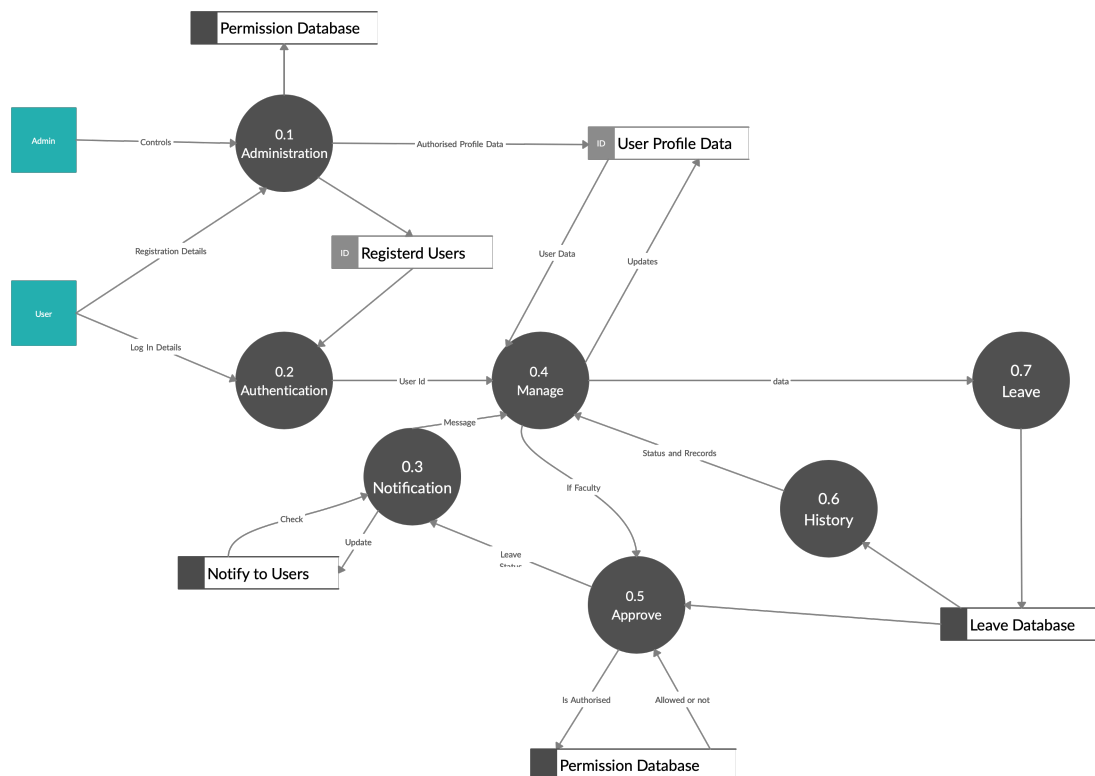 Permission Database
Admin
Controls
0.1
Administration
Authorised Profile Data
ID
User Profile Data
Registration Details
ID
Registerd Users
User Data
Updates
User
Log In Details
0.2
Authentication
User Id
0.4
Manage
data
0.7
Leave
Message
Status and Rrecords
0.3
Notification
If Faculty
0.6
History
Check
Update
Leave
Status
Notify to Users
0.5
Approve
Leave Database
Is Authorised
Allowed or not
Permission Database